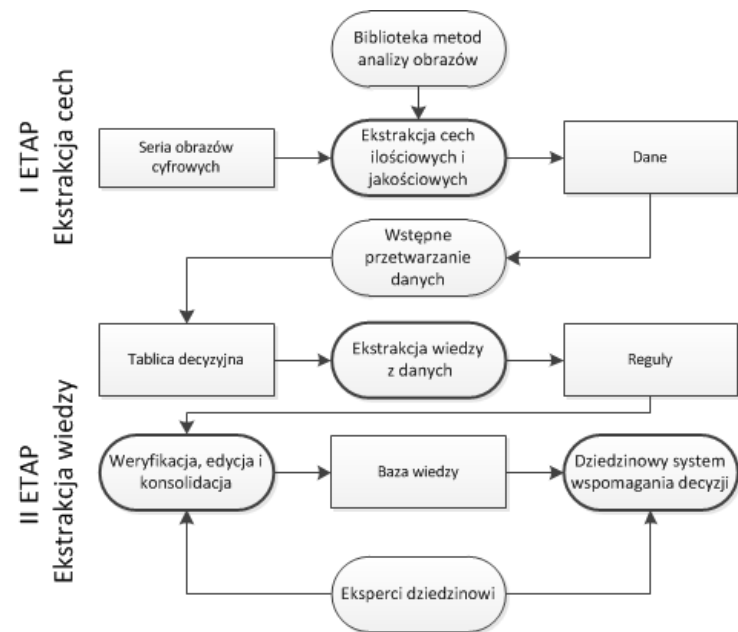 I ETAP
Ekstrakcja cech
Biblioteka metod
analizy obrazów
Seria obrazów
cyfrowych
Ekstrakcja cech
ilościowych i
jakościowych
Dane
Wstępne
przetwarzanie
danych
II ETAP
Ekstrakcja wiedzy
Tablica decyzyjna
Ekstrakcja wiedzy
z danych
Reguły
Weryfikacja, edycja i
konsolidacja
Baza wiedzy
Dziedzinowy system
wspomagania decyzji
Eksperci dziedzinowi